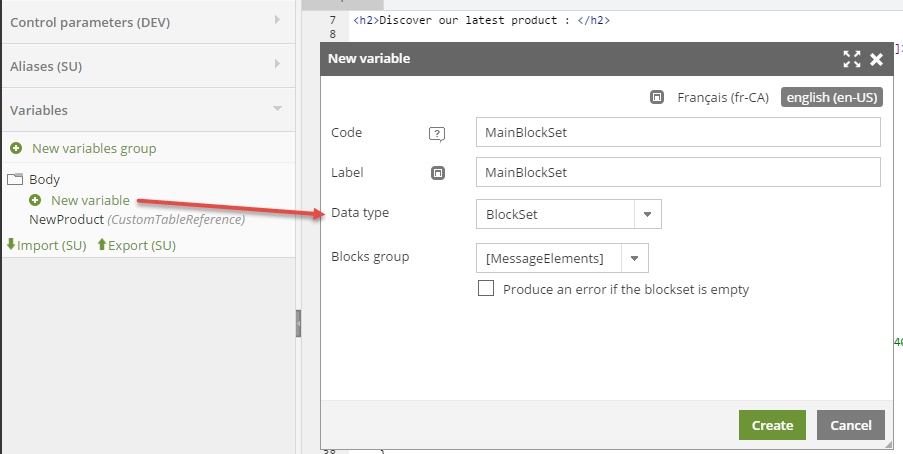 Control parameters (DEV)
Aliases (SU)
Variables
New variables group
Body
New variable
NewProduct (CustomTableReference)
Import (SU) Export (SU)
7 <h2>Discover our latest product : </h2>
8
]:
New variable
Français (fr-CA) english (en-US)
Code ? MainBlockSet
Label MainBlockSet
Data type BlockSet
Blocks group [MessageElements]
Produce an error if the blockset is empty
Create Cancel
38 }